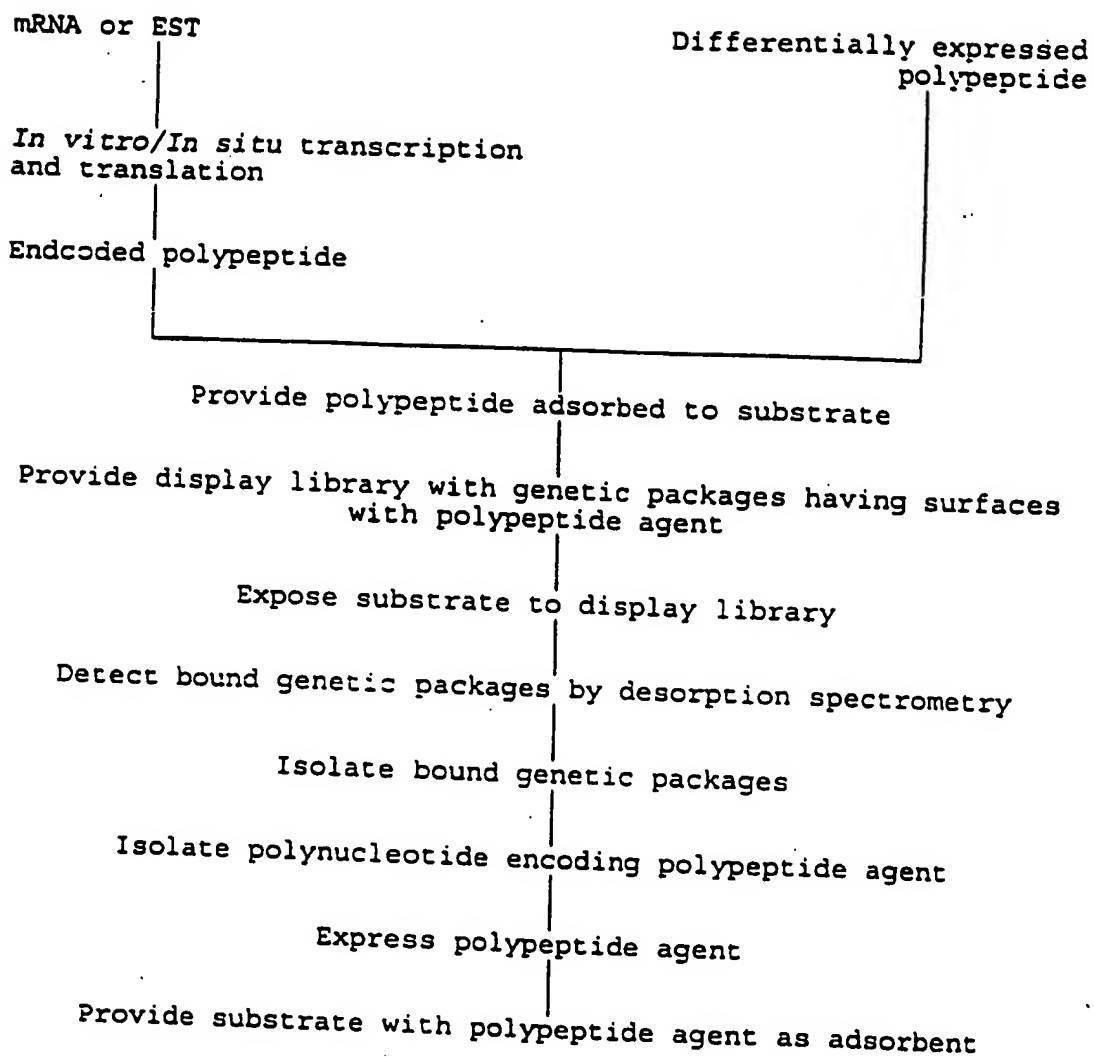 mRNA or EST
Differentially expressed
polypeptide
In vitro/In situ transcription
and translation
Endcoded polypeptide
Provide polypeptide adsorbed to substrate
Provide display library with genetic packages having surfaces
with polypeptide agent
Expose substrate to display library
Detect bound genetic packages by desorption spectrometry
Isolate bound genetic packages
Isolate polynucleotide encoding polypeptide agent
Express polypeptide agent
Provide substrate with polypeptide agent as adsorbent